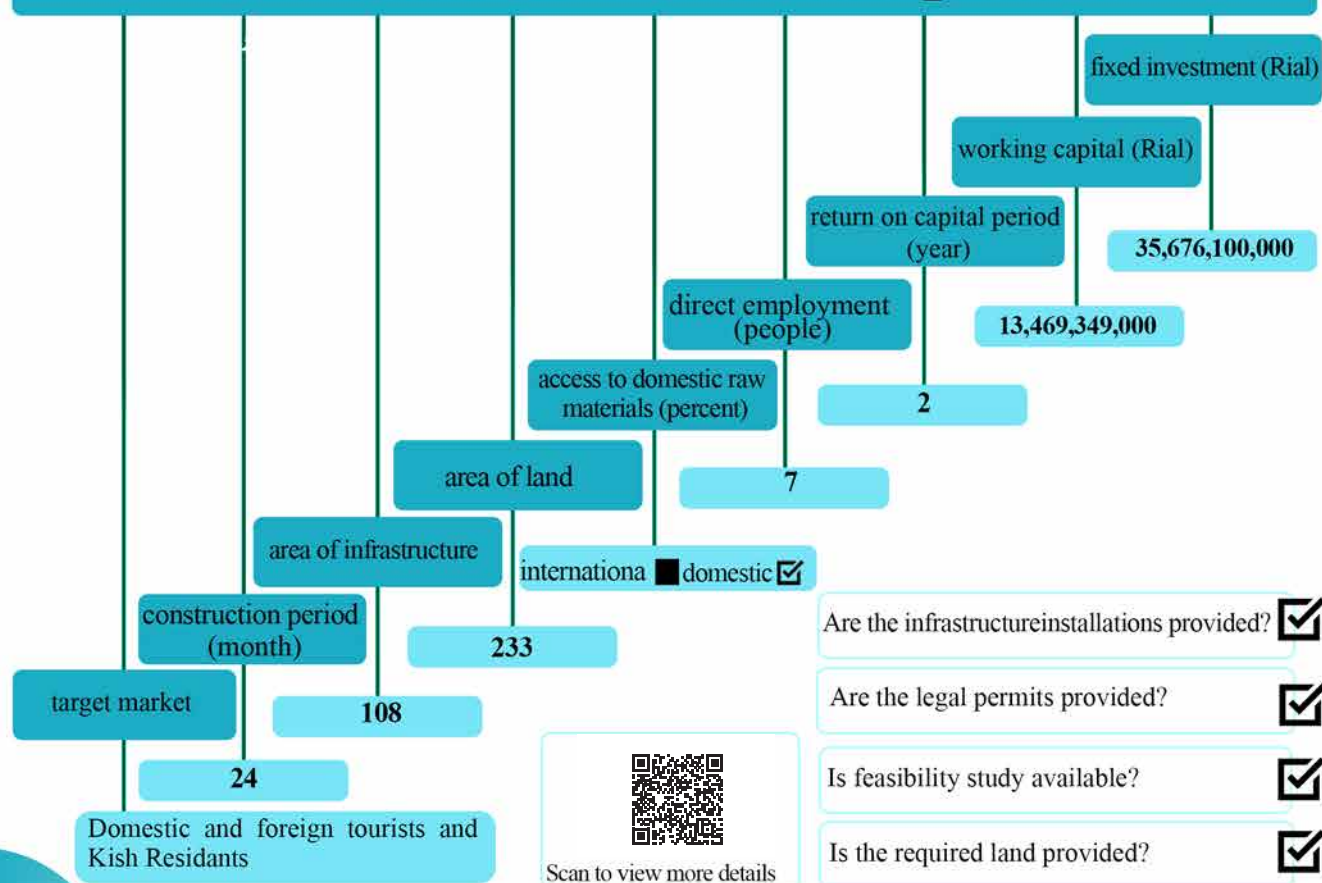 fixed investment (Rial)
working capital (Rial)
return on capital period
(year)
35,676,100,000
direct employment
(people)
13,469,349,000
access to domestic raw
materials (percent)
2
area of land
7
area of infrastructure
internationa ■ domestic ☑
construction period
(month)
233
target market
108
24
Domestic and foreign tourists and
Kish Residants
Scan to view more details
Are the infrastructureinstallations provided? ☑
Are the legal permits provided? ☑
Is feasibility study available? ☑
Is the required land provided? ☑